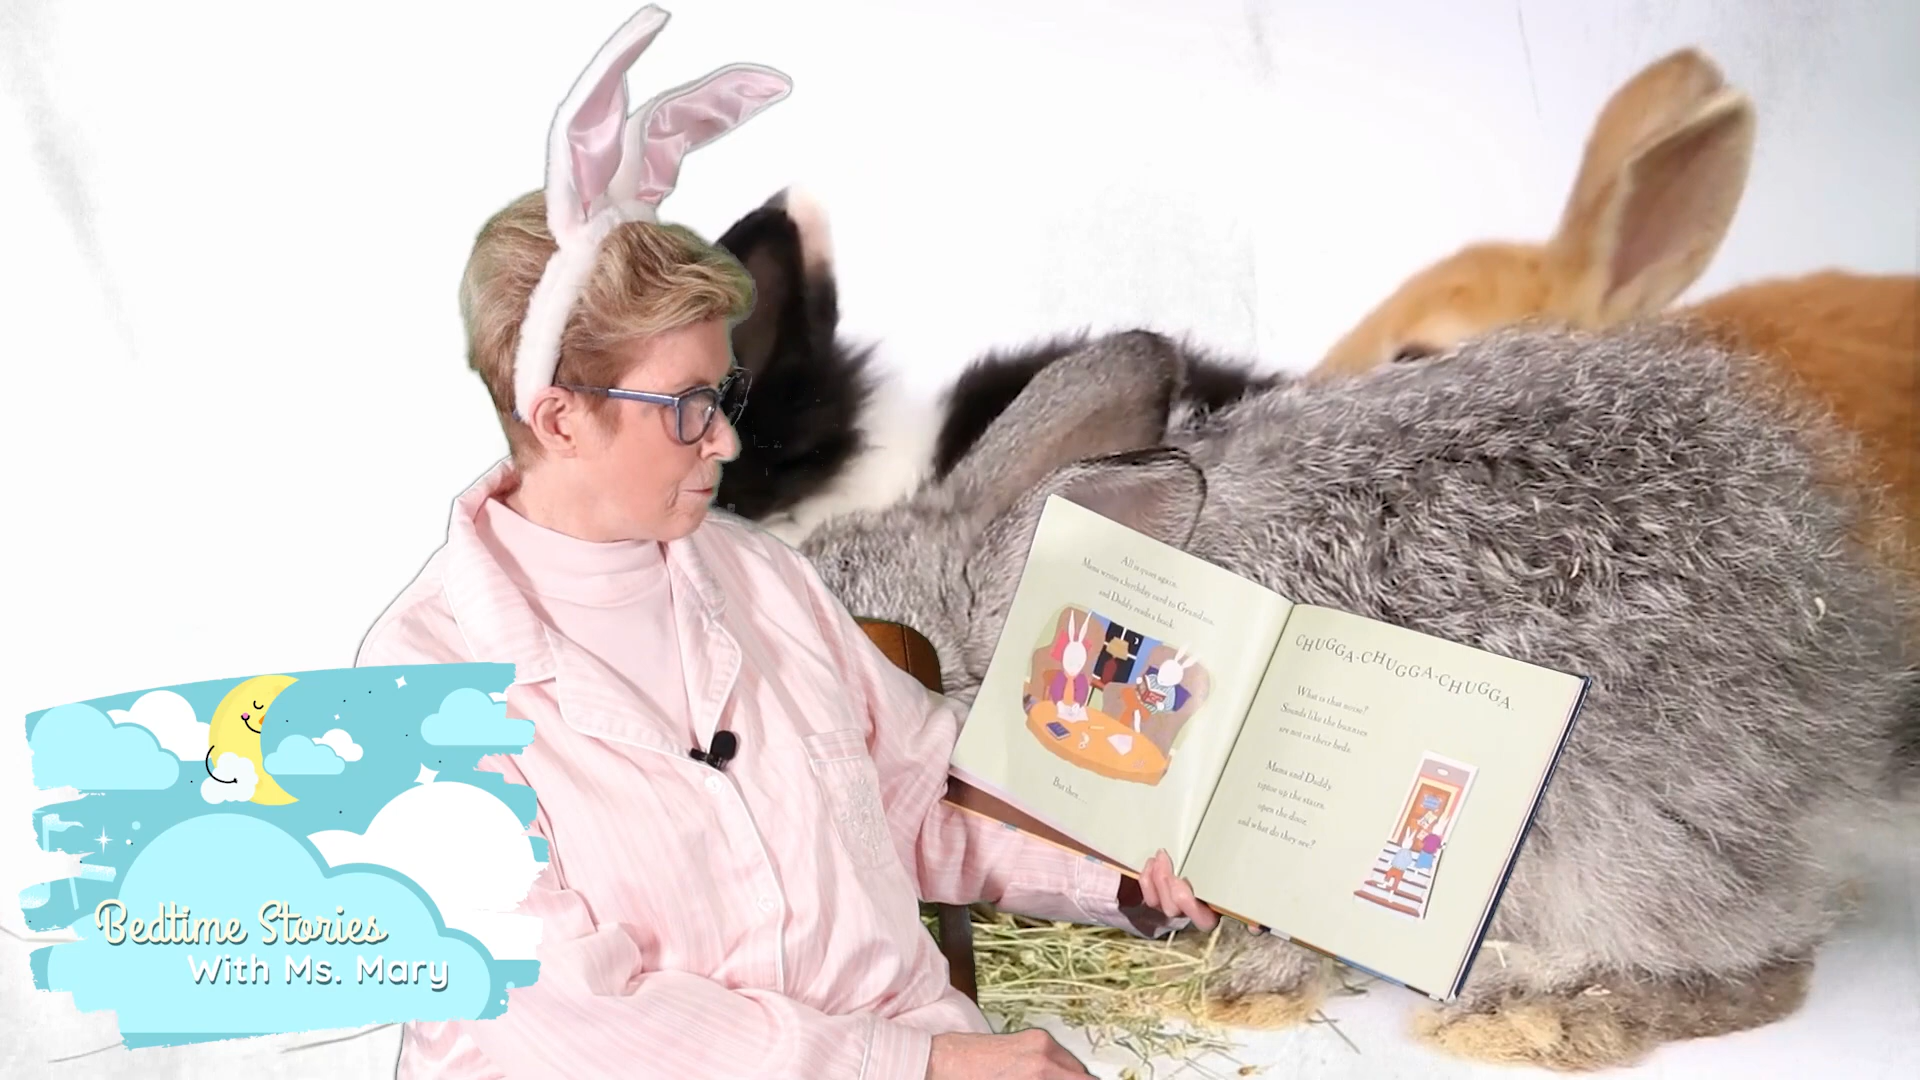 All is quiet again.
Mama writes a birthday card to Grandma,
and Daddy reads a book.
But then...
CHUGGA-CHUGGA-CHUGGA.
What is that noise?
Sounds like the bunnies
are not in their beds.
Mama and Daddy
tiptoe up the stairs,
open the door,
and what do they see?
Bedtime Stories
With Ms. Mary